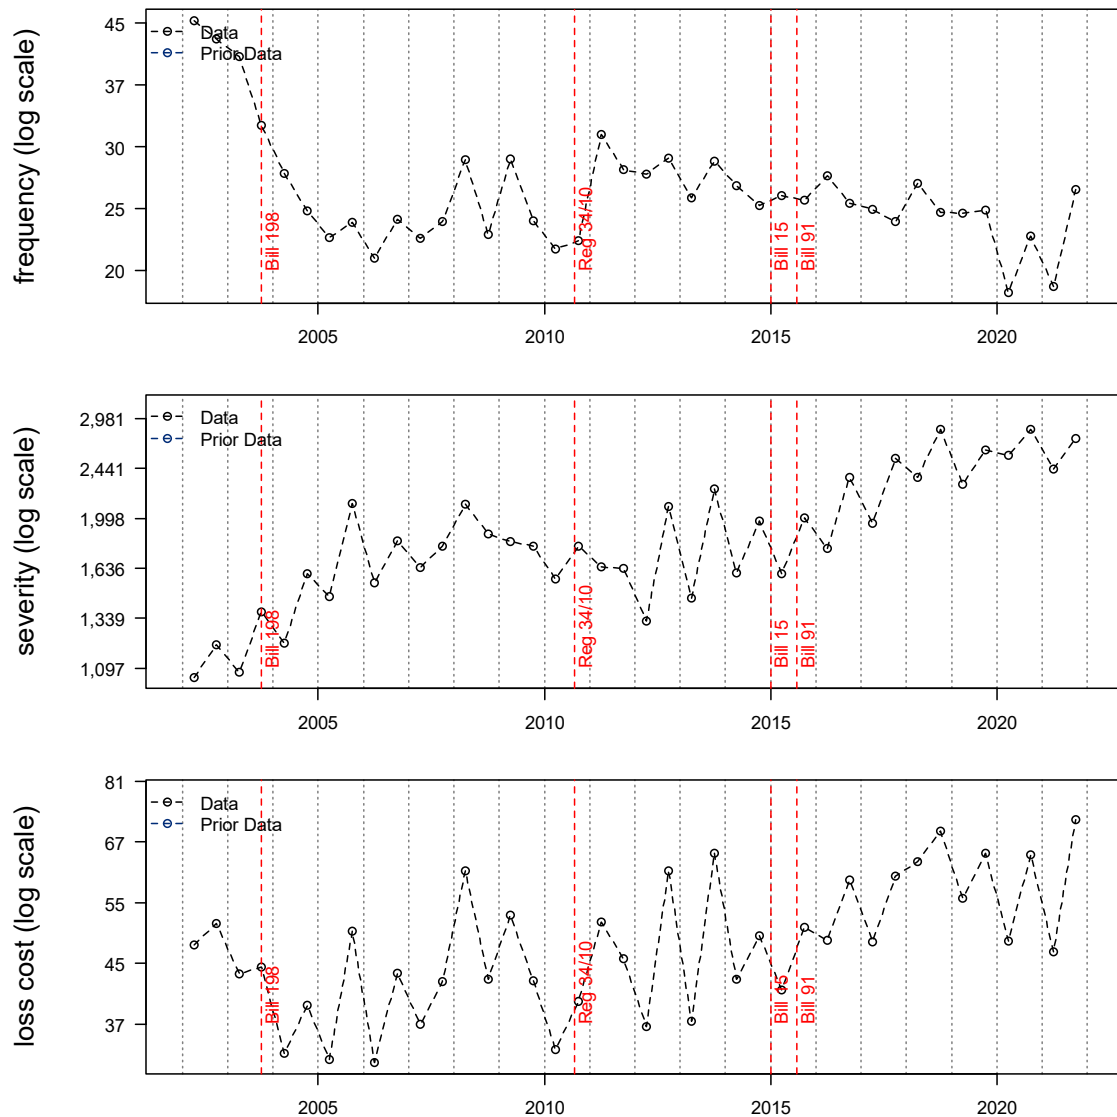 frequency (log scale)
45
37
30
25
20
Data
Prior Data
Bill 198
Reg 34/10
Bill 15
Bill 91
2005
2010
2015
2020
severity (log scale)
2,981
2,441
1,998
1,636
1,339
1,097
Data
Prior Data
Bill 198
Reg 34/10
Bill 15
Bill 91
2005
2010
2015
2020
loss cost (log scale)
81
67
55
45
37
Data
Prior Data
Bill 198
Reg 34/10
Bill 15
Bill 91
2005
2010
2015
2020